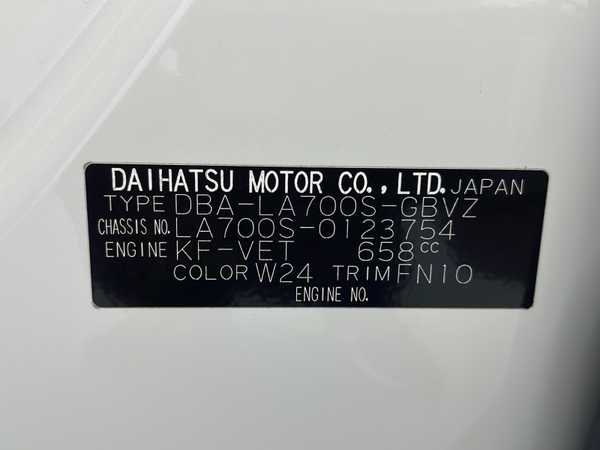 DAIHATSU MOTOR CO.,LTD. JAPAN
TYPE DBA-LA700S-GBVZ
CHASSIS NO. LA700S-0123754
ENGINE KF-VET 658cc
COLOR W24 TRIM FN10
ENGINE NO.